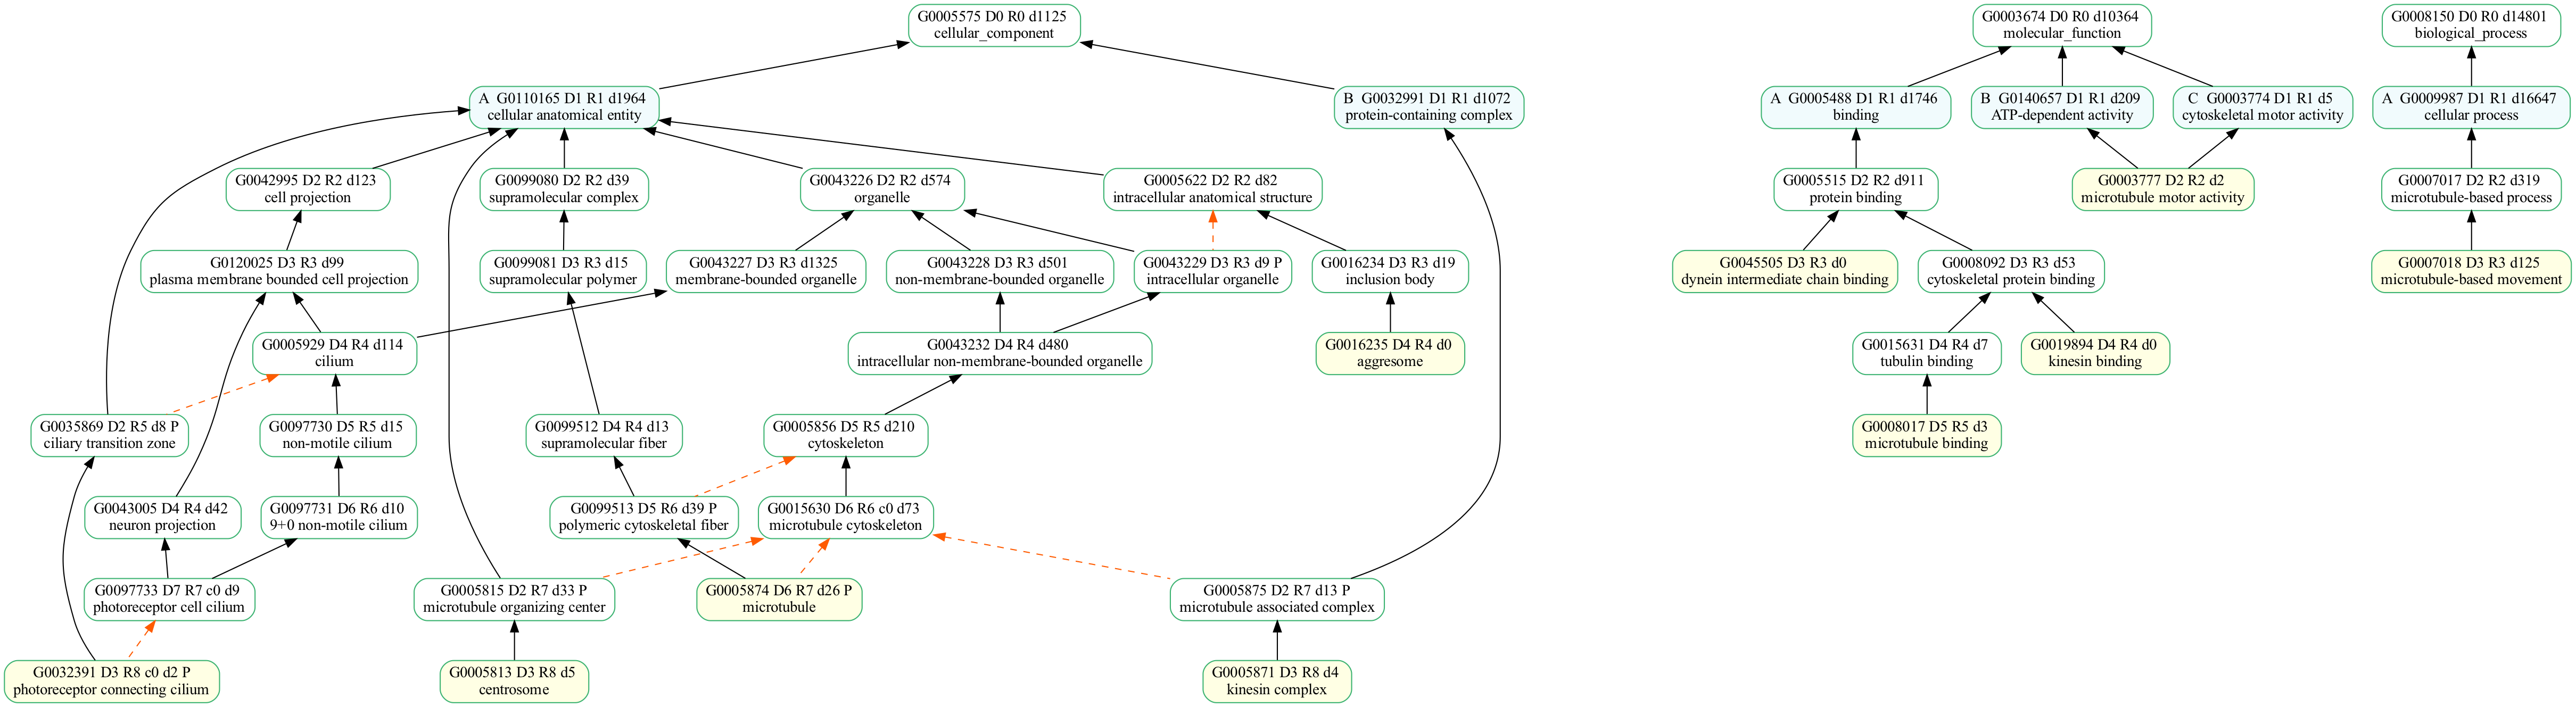 G0005575 D0 R0 d1125
cellular_component
G0003674 D0 R0 d10364
molecular_function
G0008150 D0 R0 d14801
biological_process
A G0110165 D1 R1 d1964
cellular anatomical entity
B G0032991 D1 R1 d1072
protein-containing complex
A G0005488 D1 R1 d1746
binding
B G0140657 D1 R1 d209
ATP-dependent activity
C G0003774 D1 R1 d5
cytoskeletal motor activity
A G0009987 D1 R1 d16647
cellular process
G0042995 D2 R2 d123
cell projection
G0099080 D2 R2 d39
supramolecular complex
G0043226 D2 R2 d574
organelle
G0005622 D2 R2 d82
intracellular anatomical structure
G0005515 D2 R2 d911
protein binding
G0003777 D2 R2 d2
microtubule motor activity
G0007017 D2 R2 d319
microtubule-based process
G0120025 D3 R3 d99
plasma membrane bounded cell projection
G0099081 D3 R3 d15
supramolecular polymer
G0043227 D3 R3 d1325
membrane-bounded organelle
G0043228 D3 R3 d501
non-membrane-bounded organelle
G0043229 D3 R3 d9 P
intracellular organelle
G0016234 D3 R3 d19
inclusion body
G0045505 D3 R3 d0
dynein intermediate chain binding
G0008092 D3 R3 d53
cytoskeletal protein binding
G0007018 D3 R3 d125
microtubule-based movement
G0005929 D4 R4 d114
cilium
G0043232 D4 R4 d480
intracellular non-membrane-bounded organelle
G0016235 D4 R4 d0
aggresome
G0015631 D4 R4 d7
tubulin binding
G0019894 D4 R4 d0
kinesin binding
G0035869 D2 R5 d8 P
ciliary transition zone
G0097730 D5 R5 d15
non-motile cilium
G0099512 D4 R4 d13
supramolecular fiber
G0005856 D5 R5 d210
cytoskeleton
G0008017 D5 R5 d3
microtubule binding
G0043005 D4 R4 d42
neuron projection
G0097731 D6 R6 d10
9+0 non-motile cilium
G0099513 D5 R6 d39 P
polymeric cytoskeletal fiber
G0015630 D6 R6 c0 d73
microtubule cytoskeleton
G0097733 D7 R7 c0 d9
photoreceptor cell cilium
G0005815 D2 R7 d33 P
microtubule organizing center
G0005874 D6 R7 d26 P
microtubule
G0005875 D2 R7 d13 P
microtubule associated complex
G0032391 D3 R8 c0 d2 P
photoreceptor connecting cilium
G0005813 D3 R8 d5
centrosome
G0005871 D3 R8 d4
kinesin complex